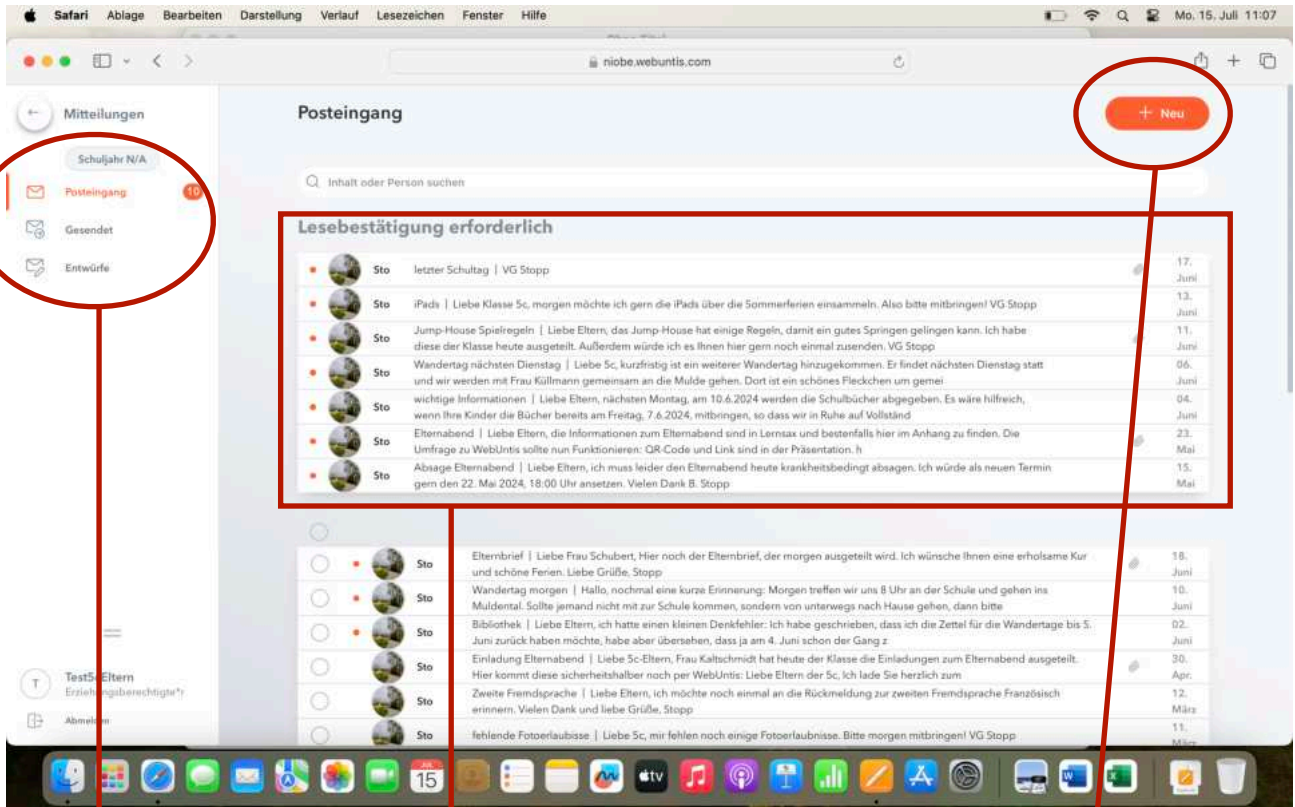 Safari Ablage Bearbeiten Darstellung Verlauf Lesezeichen Fenster Hilfe Mo. 15. Juli 11:07
niobe.webuntis.com
Mitteilungen
Schuljahr N/A
Posteingang 10
Gesendet
Entwürfe
Posteingang
+ Neu
Inhalt oder Person suchen
Lesebestätigung erforderlich
Sto letzter Schultag | VG Stopp 17. Juni
Sto iPads | Liebe Klasse 5c, morgen möchte ich gern die iPads über die Sommerferien einsammeln. Also bitte mitbringen! VG Stopp 13. Juni
Sto Jump-House Spielregeln | Liebe Eltern, das Jump-House hat einige Regeln, damit ein gutes Springen gelingen kann. Ich habe 11. Juni
diese der Klasse heute ausgeteilt. Außerdem würde ich es Ihnen hier gern noch einmal zusenden. VG Stopp
Sto Wandertag nächsten Dienstag | Liebe 5c, kurzfristig ist ein weiterer Wandertag hinzugekommen. Er findet nächsten Dienstag statt 06. Juni
und wir werden mit Frau Küllmann gemeinsam an die Mulde gehen. Dort ist ein schönes Fleckchen um gemei
Sto wichtige Informationen | Liebe Eltern, nächsten Montag, am 10.6.2024 werden die Schulbücher abgegeben. Es wäre hilfreich, 04. Juni
wenn Ihre Kinder die Bücher bereits am Freitag, 7.6.2024, mitbringen, so dass wir in Ruhe auf Vollständ
Sto Elternabend | Liebe Eltern, die Informationen zum Elternabend sind in Lernsax und bestenfalls hier im Anhang zu finden. Die 23. Mai
Umfrage zu WebUntis sollte nun Funktionieren: QR-Code und Link sind in der Präsentation. h
Sto Absage Elternabend | Liebe Eltern, ich muss leider den Elternabend heute krankheitsbedingt absagen. Ich würde als neuen Termin 15. Mai
gern den 22. Mai 2024, 18:00 Uhr ansetzen. Vielen Dank B. Stopp
Sto Elternbrief | Liebe Frau Schubert, Hier noch der Elternbrief, der morgen ausgeteilt wird. Ich wünsche Ihnen eine erholsame Kur 18. Juni
und schöne Ferien. Liebe Grüße, Stopp
Sto Wandertag morgen | Hallo, nochmal eine kurze Erinnerung: Morgen treffen wir uns 8 Uhr an der Schule und gehen ins 10. Juni
Muldental. Sollte jemand nicht mit zur Schule kommen, sondern von unterwegs nach Hause gehen, dann bitte
Sto Bibliothek | Liebe Eltern, ich hatte einen kleinen Denkfehler: Ich habe geschrieben, dass ich die Zettel für die Wandertage bis 5. 02. Juni
Juni zurück haben möchte, habe aber übersehen, dass ja am 4. Juni schon der Gang z
Sto Einladung Elternabend | Liebe 5c-Eltern, Frau Kaltschmidt hat heute der Klasse die Einladungen zum Elternabend ausgeteilt. 30. Apr.
Hier kommt diese sicherheitshalber noch per WebUntis: Liebe Eltern der 5c, Ich lade Sie herzlich zum
Sto Zweite Fremdsprache | Liebe Eltern, ich möchte noch einmal an die Rückmeldung zur zweiten Fremdsprache Französisch 12. März
erinnern. Vielen Dank und liebe Grüße, Stopp
Sto fehlende Fotoerlaubisse | Liebe 5c, mir fehlen noch einige Fotoerlaubnisse. Bitte morgen mitbringen! VG Stopp 11. März
T Test5cEltern
Erziehungsberechtigte*r
Abmelden
JUL 15
tv